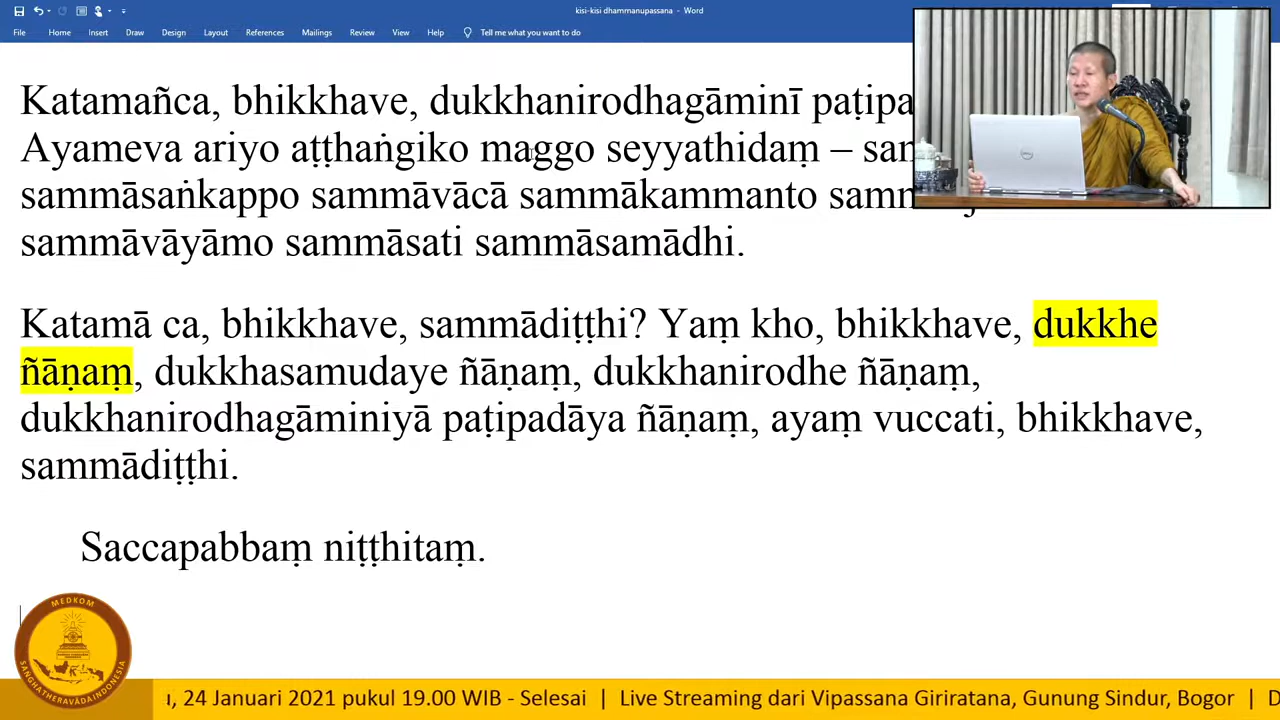 kisi-kisi dhammanupassana - Word
File Home Insert Draw Design Layout References Mailings Review View Help Tell me what you want to do
Katamañca, bhikkhave, dukkhanirodhagāminī
Ayameva ariyo aṭṭhaṅgiko maggo seyyathidaṃ –
sammāsaṅkappo sammāvācā sammākammanto
sammāvāyāmo sammāsati sammāsamādhi.
Katamā ca, bhikkhave, sammādiṭṭhi? Yaṃ kho, bhikkhave, dukkhe
ñāṇaṃ, dukkhasamudaye ñāṇaṃ, dukkhanirodhe ñāṇaṃ,
dukkhanirodhagāminiyā paṭipadāya ñāṇaṃ, ayaṃ vuccati, bhikkhave,
sammādiṭṭhi.
Saccapabbaṃ niṭṭhitaṃ.
MEDKOM
SANGHATHERAVĀDAINDONESIA
24 Januari 2021 pukul 19.00 WIB - Selesai | Live Streaming dari Vipassana Giriratana, Gunung Sindur, Bogor |